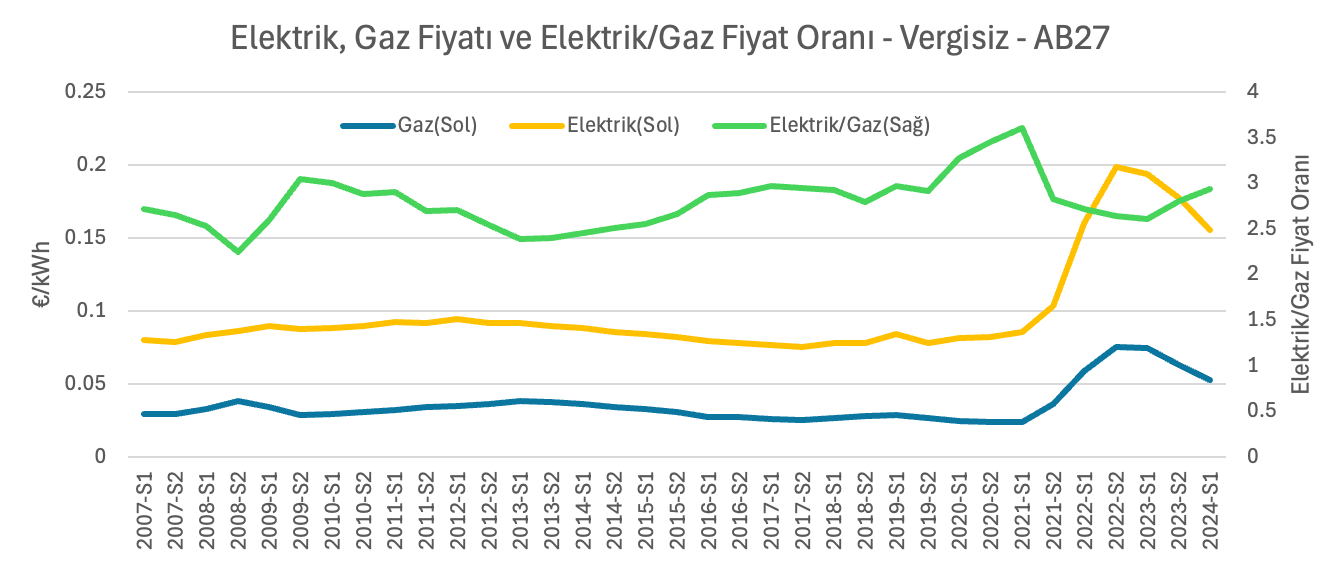 Elektrik, Gaz Fiyatı ve Elektrik/Gaz Fiyat Oranı - Vergisiz - AB27
Gaz(Sol)
Elektrik(Sol)
Elektrik/Gaz(Sağ)
€/kWh
0.25
0.2
0.15
0.1
0.05
0
4
3.5
3
2.5
2
1.5
1
0.5
0
Elektrik/Gaz Fiyat Oranı
2007-S1
2007-S2
2008-S1
2008-S2
2009-S1
2009-S2
2010-S1
2010-S2
2011-S1
2011-S2
2012-S1
2012-S2
2013-S1
2013-S2
2014-S1
2014-S2
2015-S1
2015-S2
2016-S1
2016-S2
2017-S1
2017-S2
2018-S1
2018-S2
2019-S1
2019-S2
2020-S1
2020-S2
2021-S1
2021-S2
2022-S1
2022-S2
2023-S1
2023-S2
2024-S1